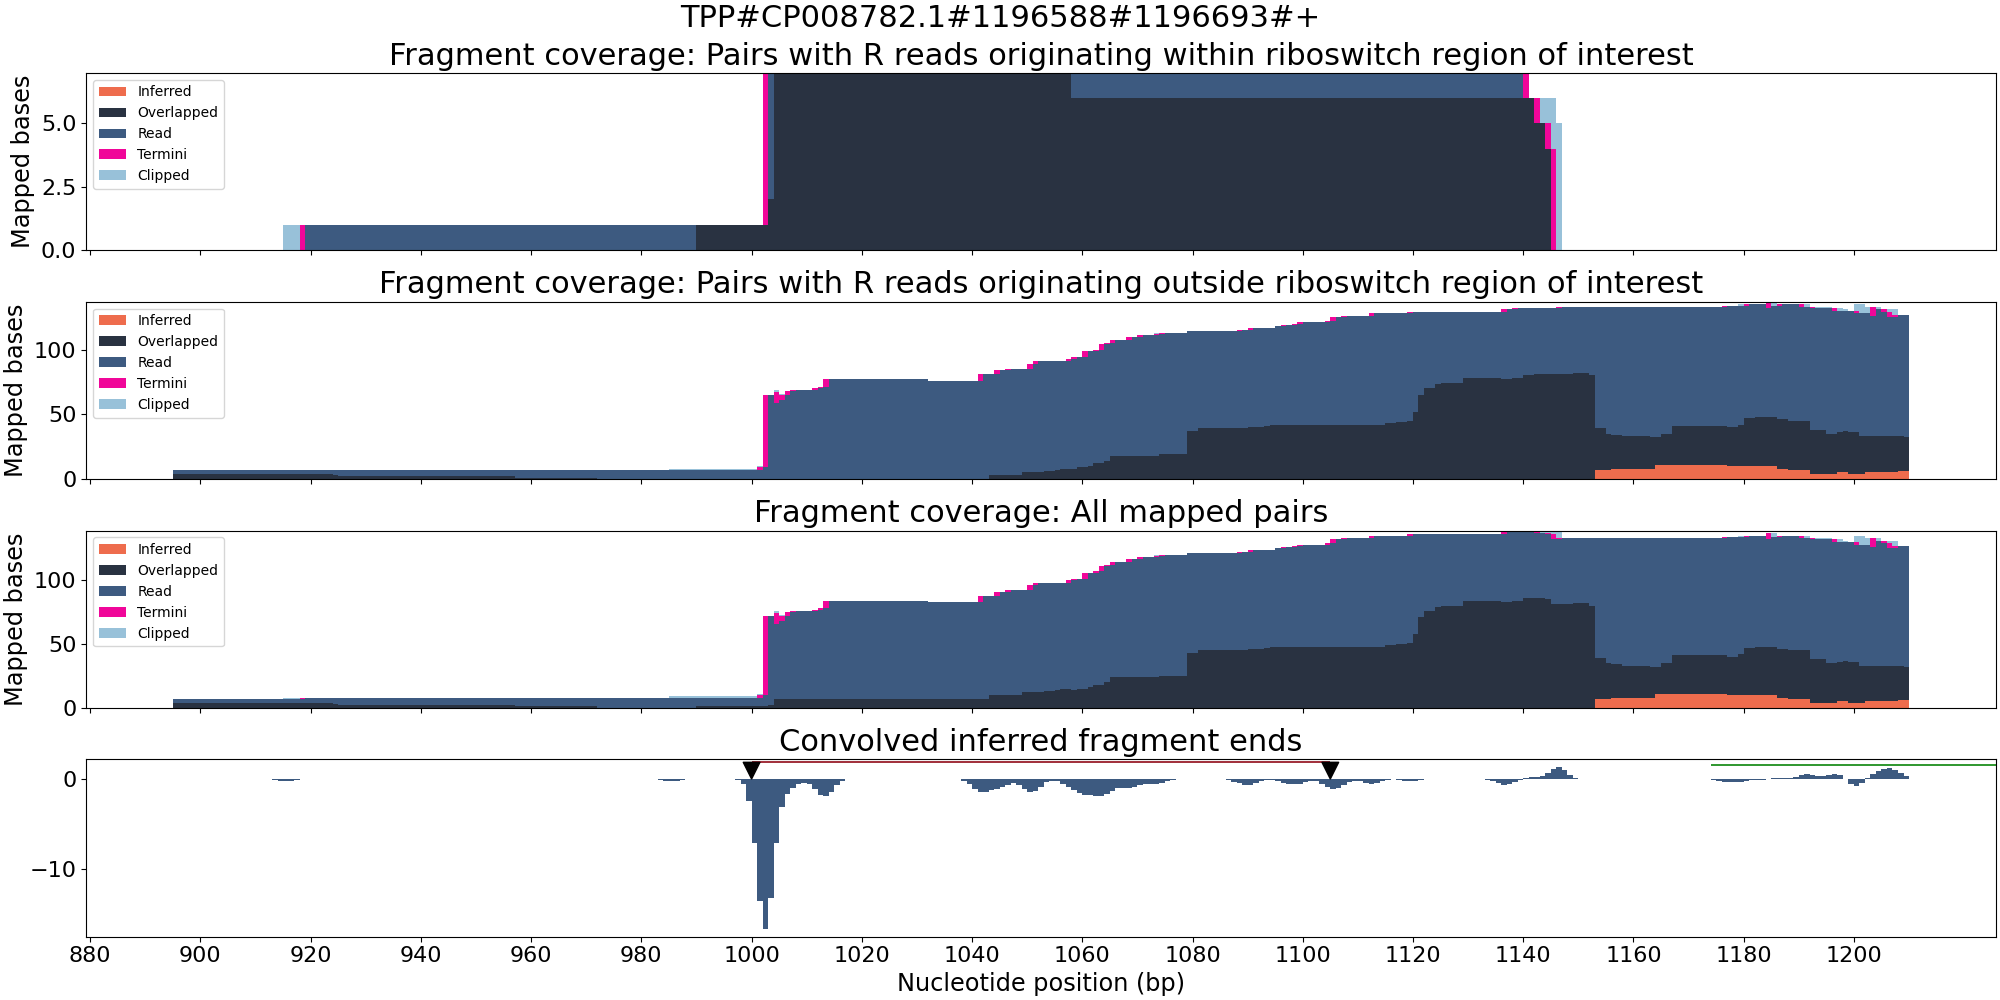 TPP#CP008782.1#1196588#1196693#+
Fragment coverage: Pairs with R reads originating within riboswitch region of interest
Mapped bases
5.0
2.5
0.0
Inferred
Overlapped
Read
Termini
Clipped
Fragment coverage: Pairs with R reads originating outside riboswitch region of interest
Mapped bases
100
50
0
Inferred
Overlapped
Read
Termini
Clipped
Fragment coverage: All mapped pairs
Mapped bases
100
50
0
Inferred
Overlapped
Read
Termini
Clipped
Convolved inferred fragment ends
0
−10
880 900 920 940 960 980 1000 1020 1040 1060 1080 1100 1120 1140 1160 1180 1200
Nucleotide position (bp)